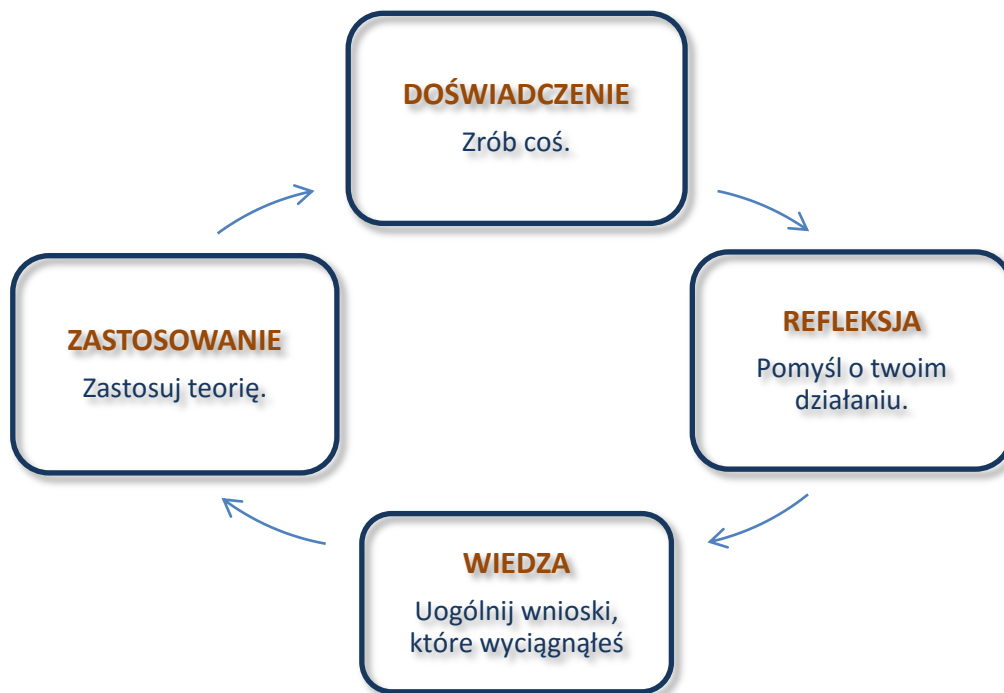 DOŚWIADCZENIE
Zrób coś.
REFLEKSJA
Pomyśl o twoim
działaniu.
WIEDZA
Uogólnij wnioski,
które wyciągnąłeś
ZASTOSOWANIE
Zastosuj teorię.